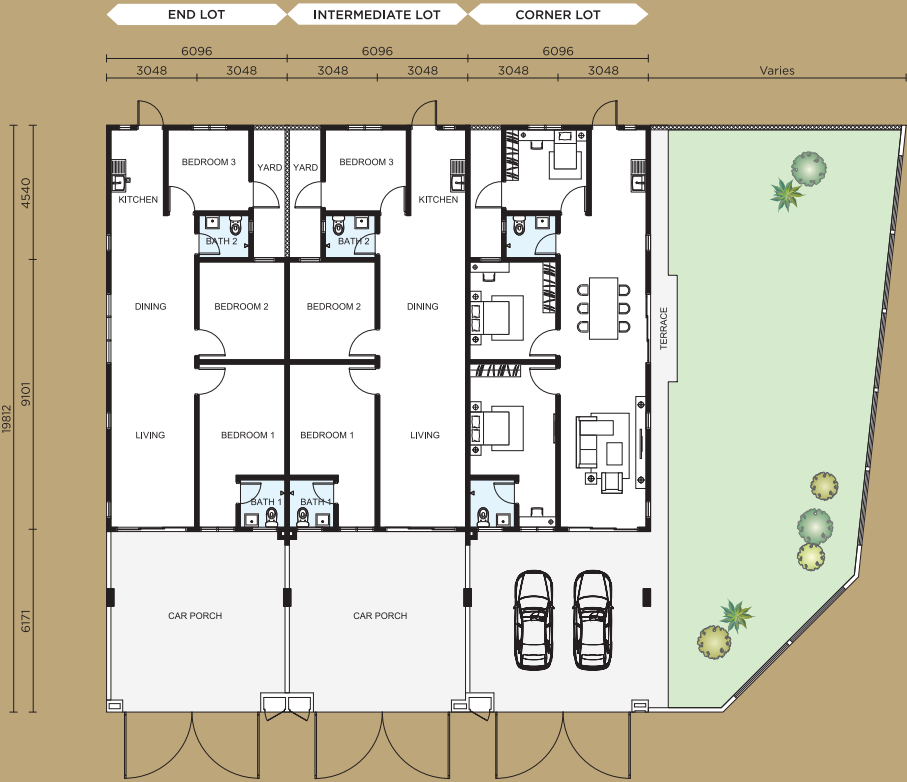 END LOT
INTERMEDIATE LOT
CORNER LOT
6096
6096
6096
3048
3048
3048
3048
3048
3048
Varies
BEDROOM 3
YARD
YARD
BEDROOM 3
KITCHEN
KITCHEN
4540
BATH 2
BATH 2
DINING
BEDROOM 2
BEDROOM 2
DINING
TERRACE
9101
19812
LIVING
BEDROOM 1
BEDROOM 1
LIVING
BATH 1
BATH 1
6171
CAR PORCH
CAR PORCH